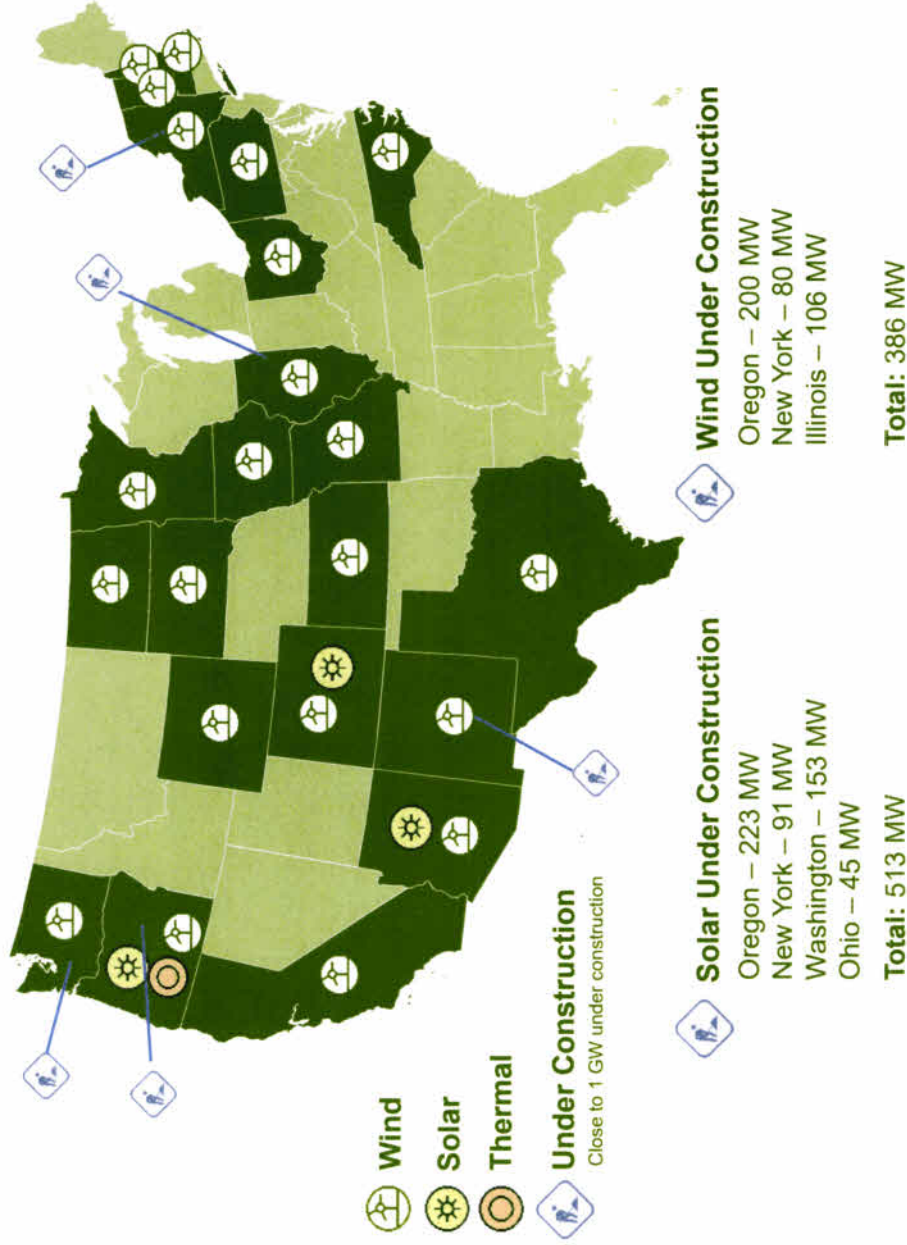 Wind
Solar
Thermal
Under Construction
Close to 1 GW under construction
Solar Under Construction
Oregon – 223 MW
New York – 91 MW
Washington – 153 MW
Ohio – 45 MW
Total: 513 MW
Wind Under Construction
Oregon – 200 MW
New York – 80 MW
Illinois – 106 MW
Total: 386 MW